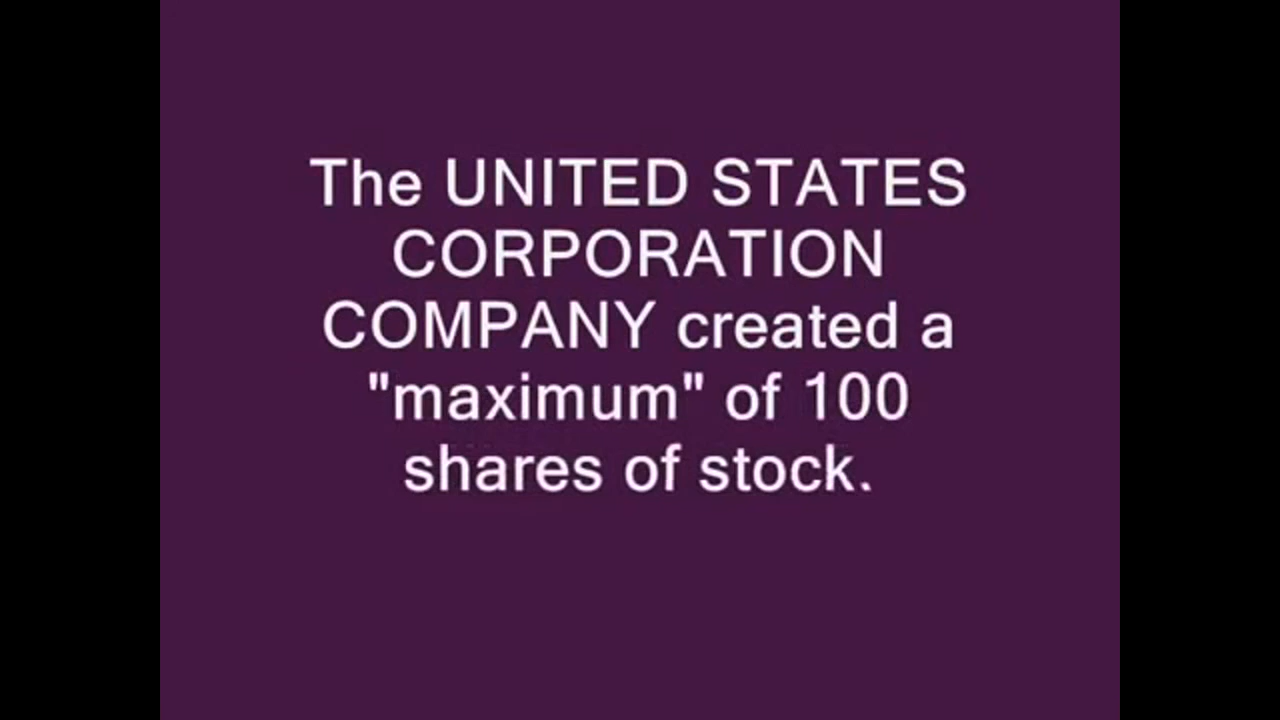 The UNITED STATES
CORPORATION
COMPANY created a
"maximum" of 100
shares of stock.